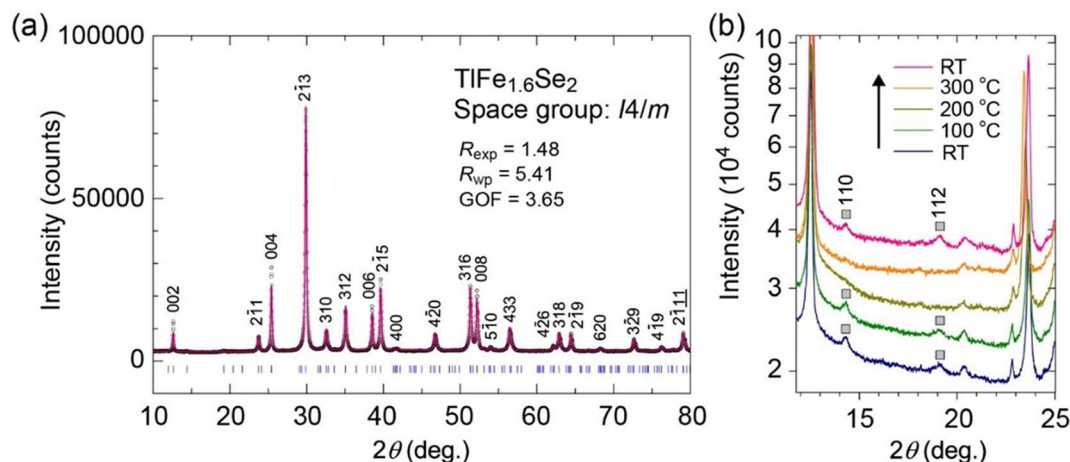 (a)
100000
50000
0
Intensity (counts)
TlFe1.6Se2
Space group: I4/m
Rexp = 1.48
Rwp = 5.41
GOF = 3.65
002
2-11
004
2-13
310
312
006
2-15
400
4-20
316
008
5-10
433
4-26
318
2-19
620
3-29
4-19
2-111
10 20 30 40 50 60 70 80
2θ (deg.)
(b)
10
9
8
7
6
5
4
3
2
Intensity (10⁴ counts)
RT
300 °C
200 °C
100 °C
RT
110
112
15 20 25
2θ (deg.)